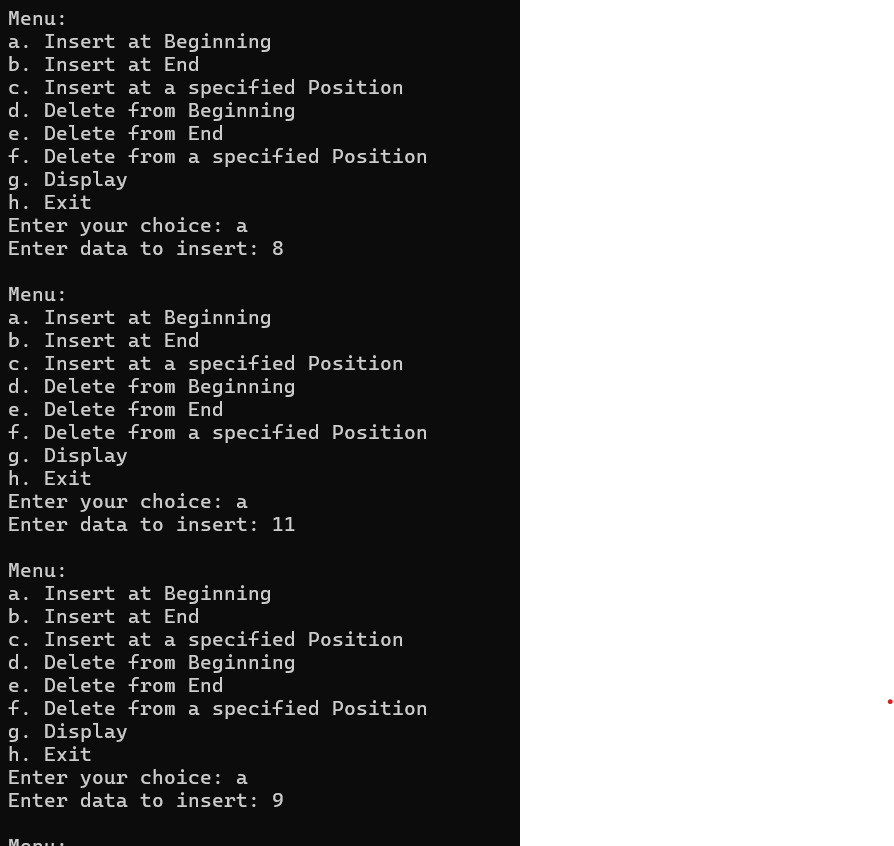 Menu:
a. Insert at Beginning
b. Insert at End
c. Insert at a specified Position
d. Delete from Beginning
e. Delete from End
f. Delete from a specified Position
g. Display
h. Exit
Enter your choice: a
Enter data to insert: 8
Menu:
a. Insert at Beginning
b. Insert at End
c. Insert at a specified Position
d. Delete from Beginning
e. Delete from End
f. Delete from a specified Position
g. Display
h. Exit
Enter your choice: a
Enter data to insert: 11
Menu:
a. Insert at Beginning
b. Insert at End
c. Insert at a specified Position
d. Delete from Beginning
e. Delete from End
f. Delete from a specified Position
g. Display
h. Exit
Enter your choice: a
Enter data to insert: 9
Menu: